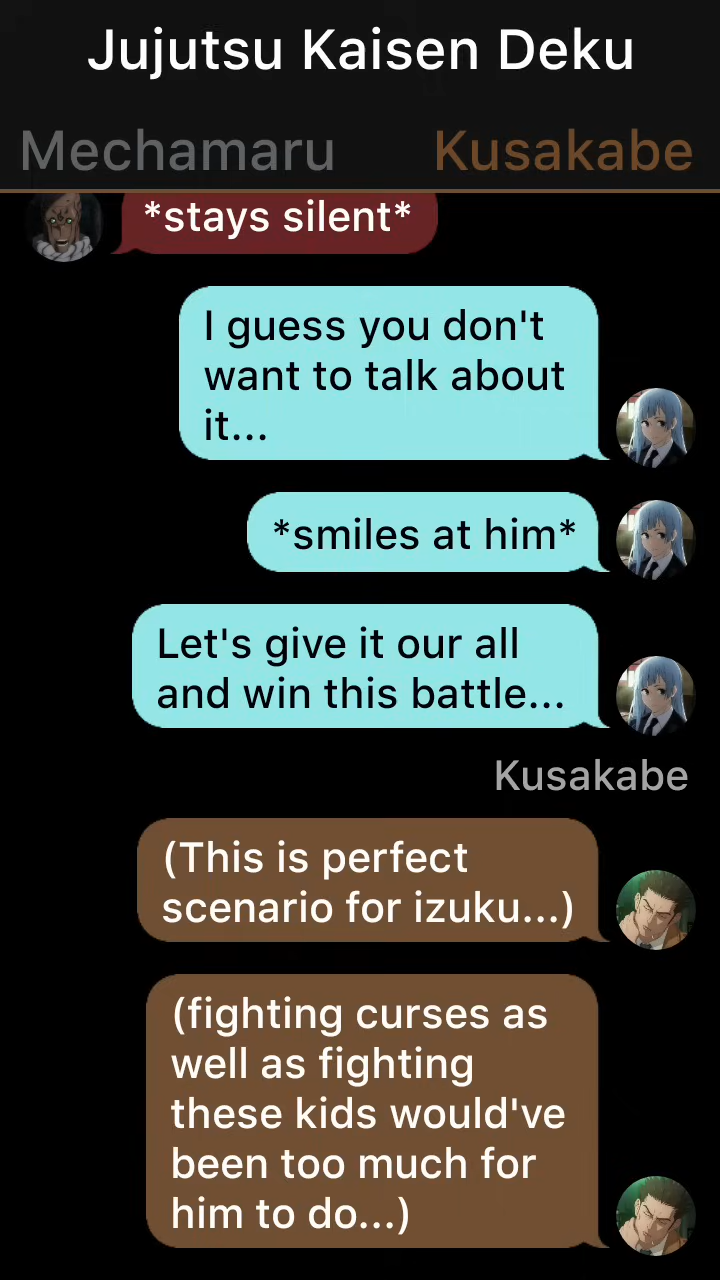 Jujutsu Kaisen Deku
Mechamaru Kusakabe
*stays silent*
I guess you don't
want to talk about
it...
*smiles at him*
Let's give it our all
and win this battle...
Kusakabe
(This is perfect
scenario for izuku...)
(fighting curses as
well as fighting
these kids would've
been too much for
him to do...)